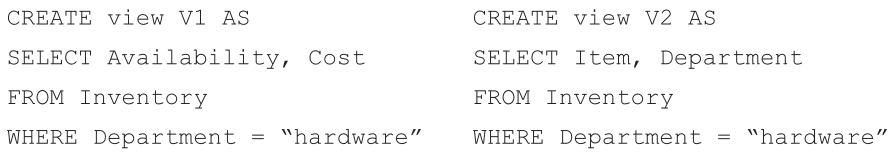 CREATE view V1 AS
SELECT Availability, Cost
FROM Inventory
WHERE Department = “hardware”
CREATE view V2 AS
SELECT Item, Department
FROM Inventory
WHERE Department = “hardware”